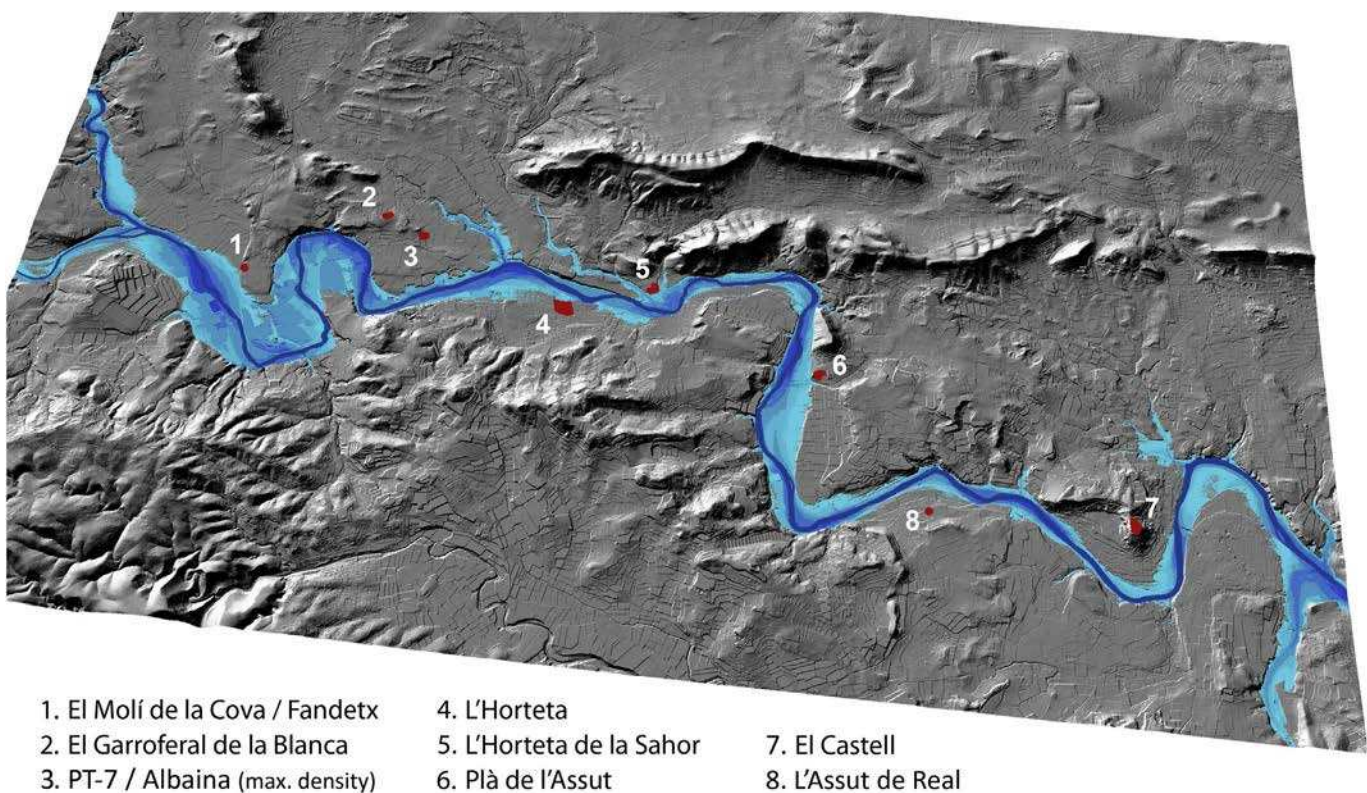 1
2
3
4
5
6
7
8
1. El Molí de la Cova / Fandetx
2. El Garroferal de la Blanca
3. PT-7 / Albaina (max. density)
4. L'Horteta
5. L'Horteta de la Sahor
6. Plà de l'Assut
7. El Castell
8. L'Assut de Real